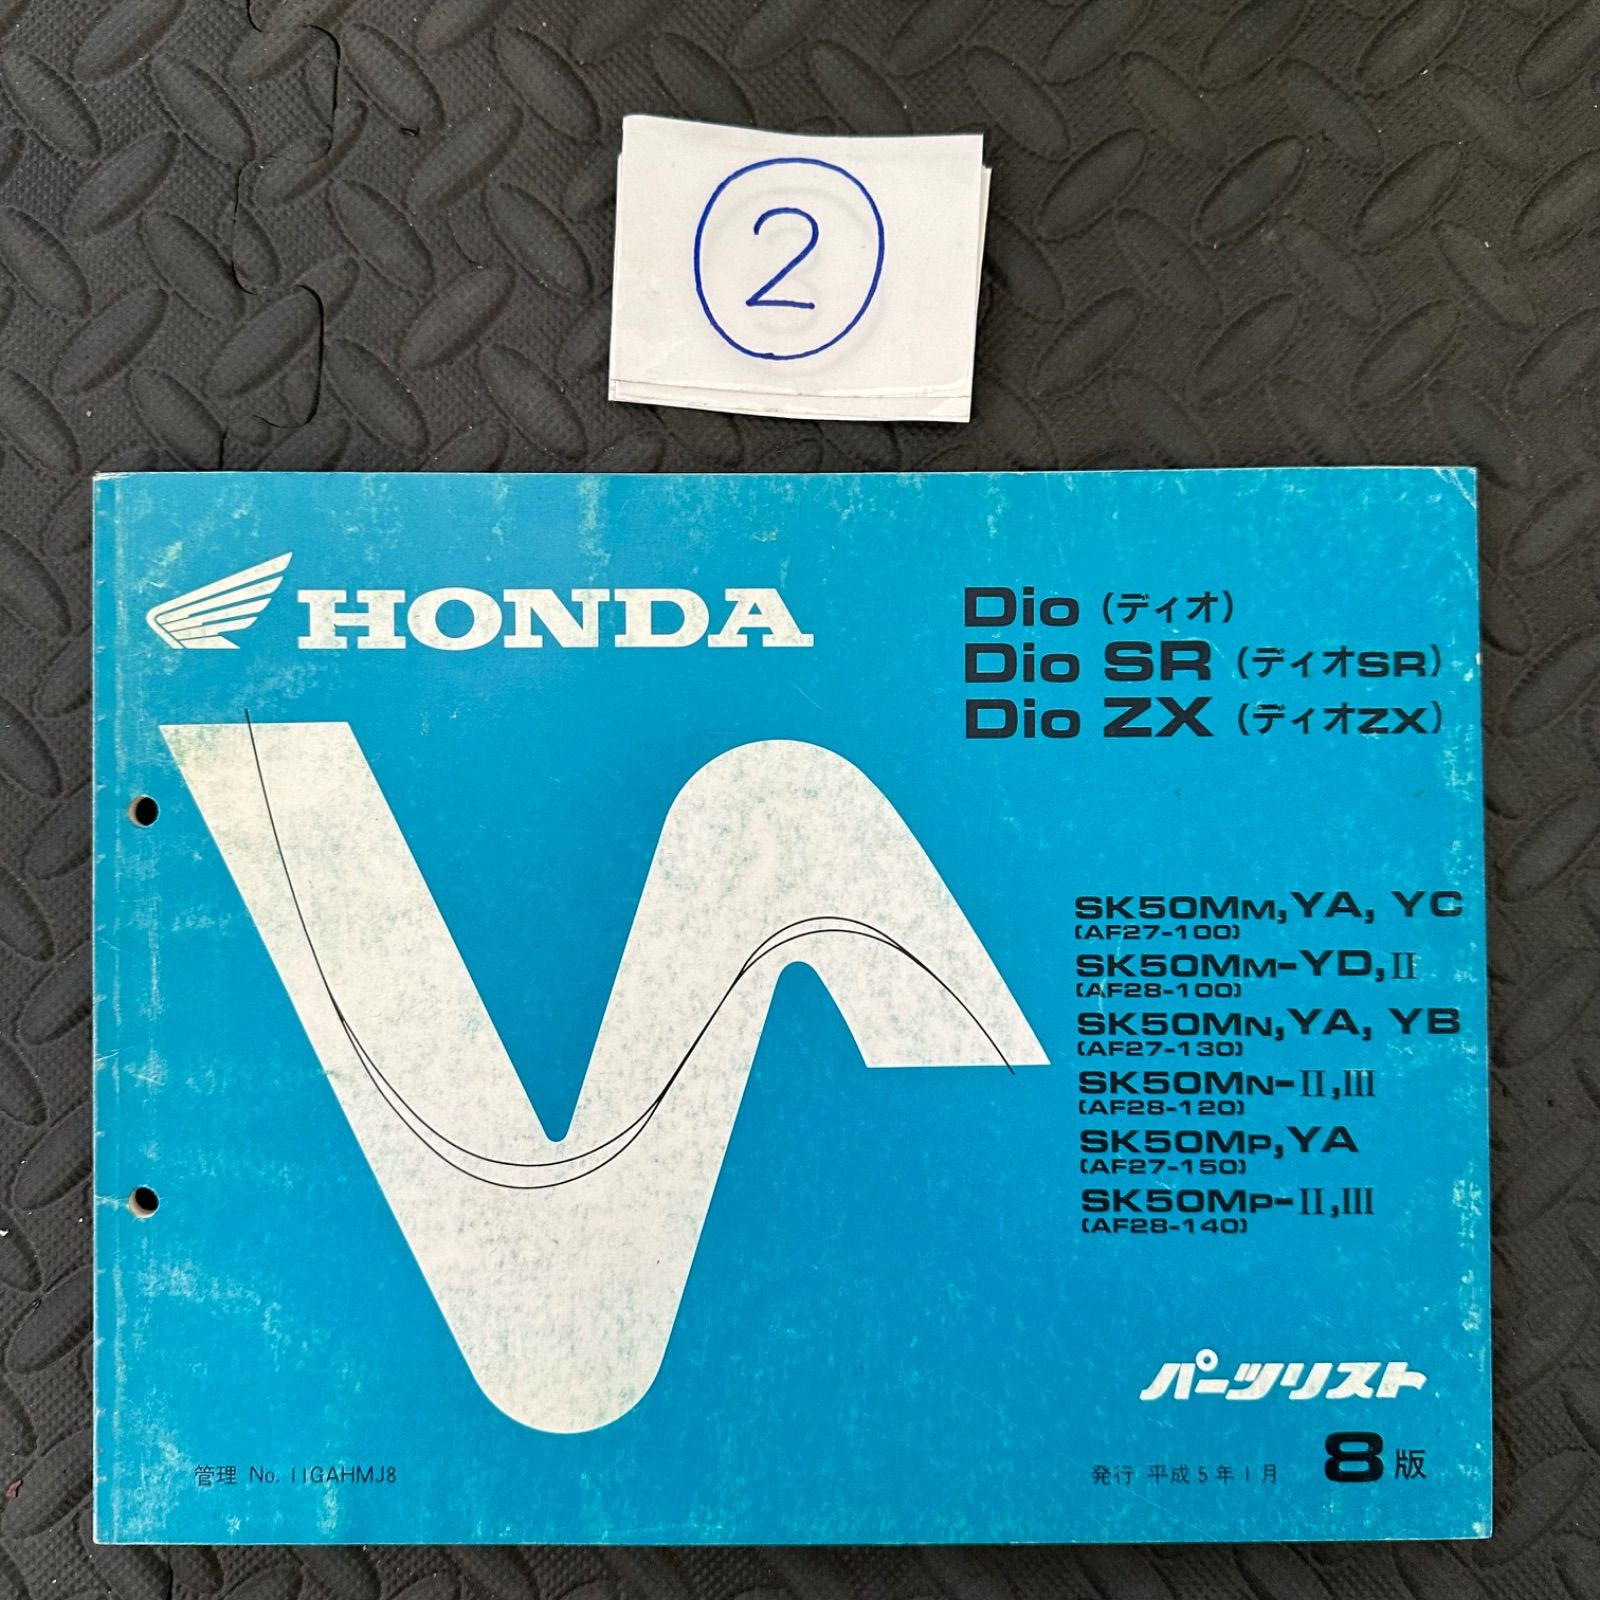 2
HONDA
Dio (ディオ)
Dio SR (ディオSR)
Dio ZX (ディオZX)
SK50MM, YA, YC
(AF27-100)
SK50MM-YD, II
(AF28-100)
SK50MN, YA, YB
(AF27-130)
SK50MN-II, III
(AF28-120)
SK50MP, YA
(AF27-150)
SK50MP-II, III
(AF28-140)
パーツリスト
8版
管理 No. 11GAHMJ8
発行 平成5年1月